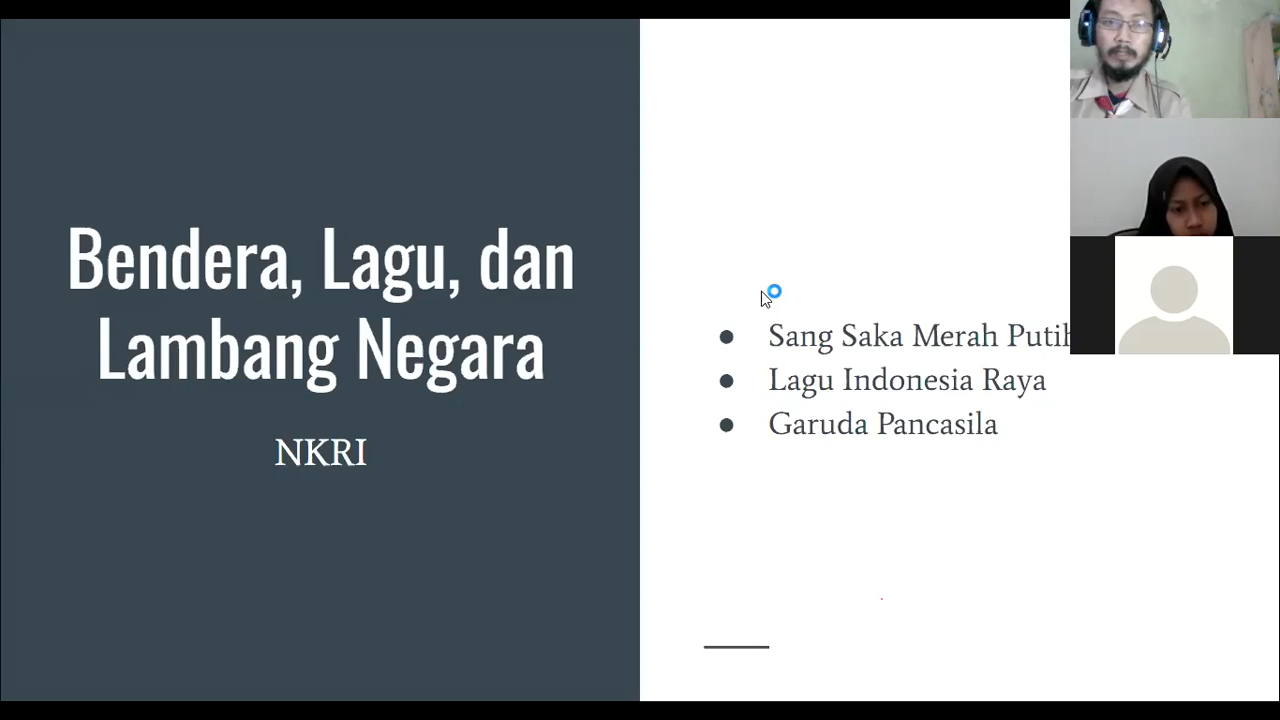 Bendera, Lagu, dan
Lambang Negara
NKRI
● Sang Saka Merah Putih
● Lagu Indonesia Raya
● Garuda Pancasila